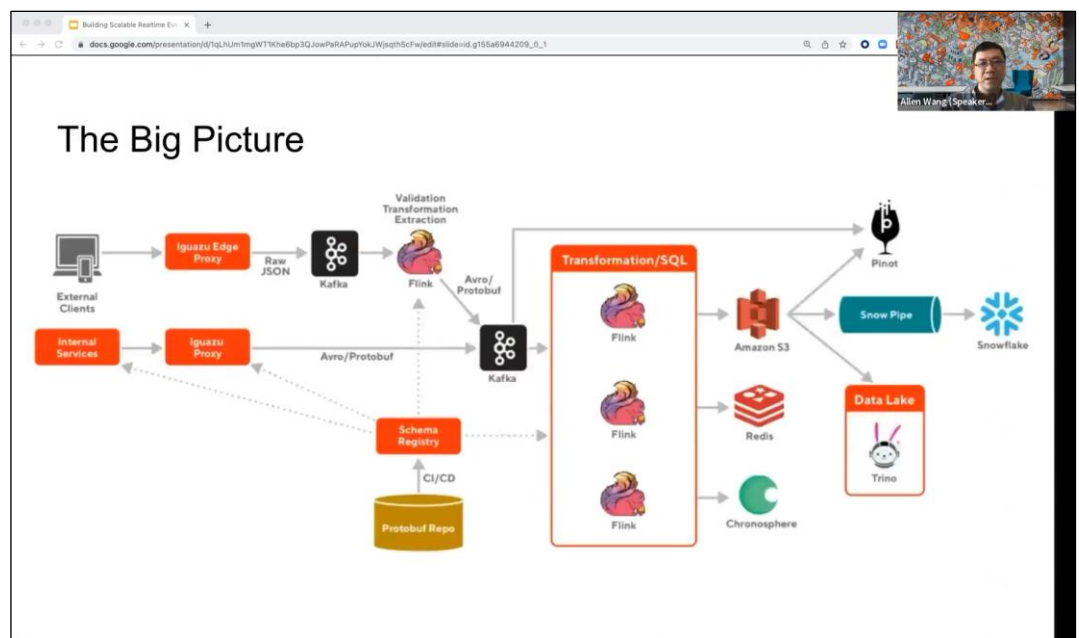 Building Scalable Realtime Eve
docs.google.com/presentation/d/1qLhUm1mgWT1Khe6bp3QJowPaRAPupYokJWjsqth5cFw/edit#slide=id.g155a6944209_0_1
Allen Wang (Speaker...
The Big Picture
Validation
Transformation
Extraction
External
Clients
Iguazu Edge
Proxy
Raw
JSON
Kafka
Flink
Avro/
Protobuf
Internal
Services
Iguazu
Proxy
Avro/Protobuf
Kafka
Schema
Registry
CI/CD
Protobuf Repo
Transformation/SQL
Flink
Flink
Flink
Amazon S3
Redis
Chronosphere
Pinot
Snow Pipe
Snowflake
Data Lake
Trino